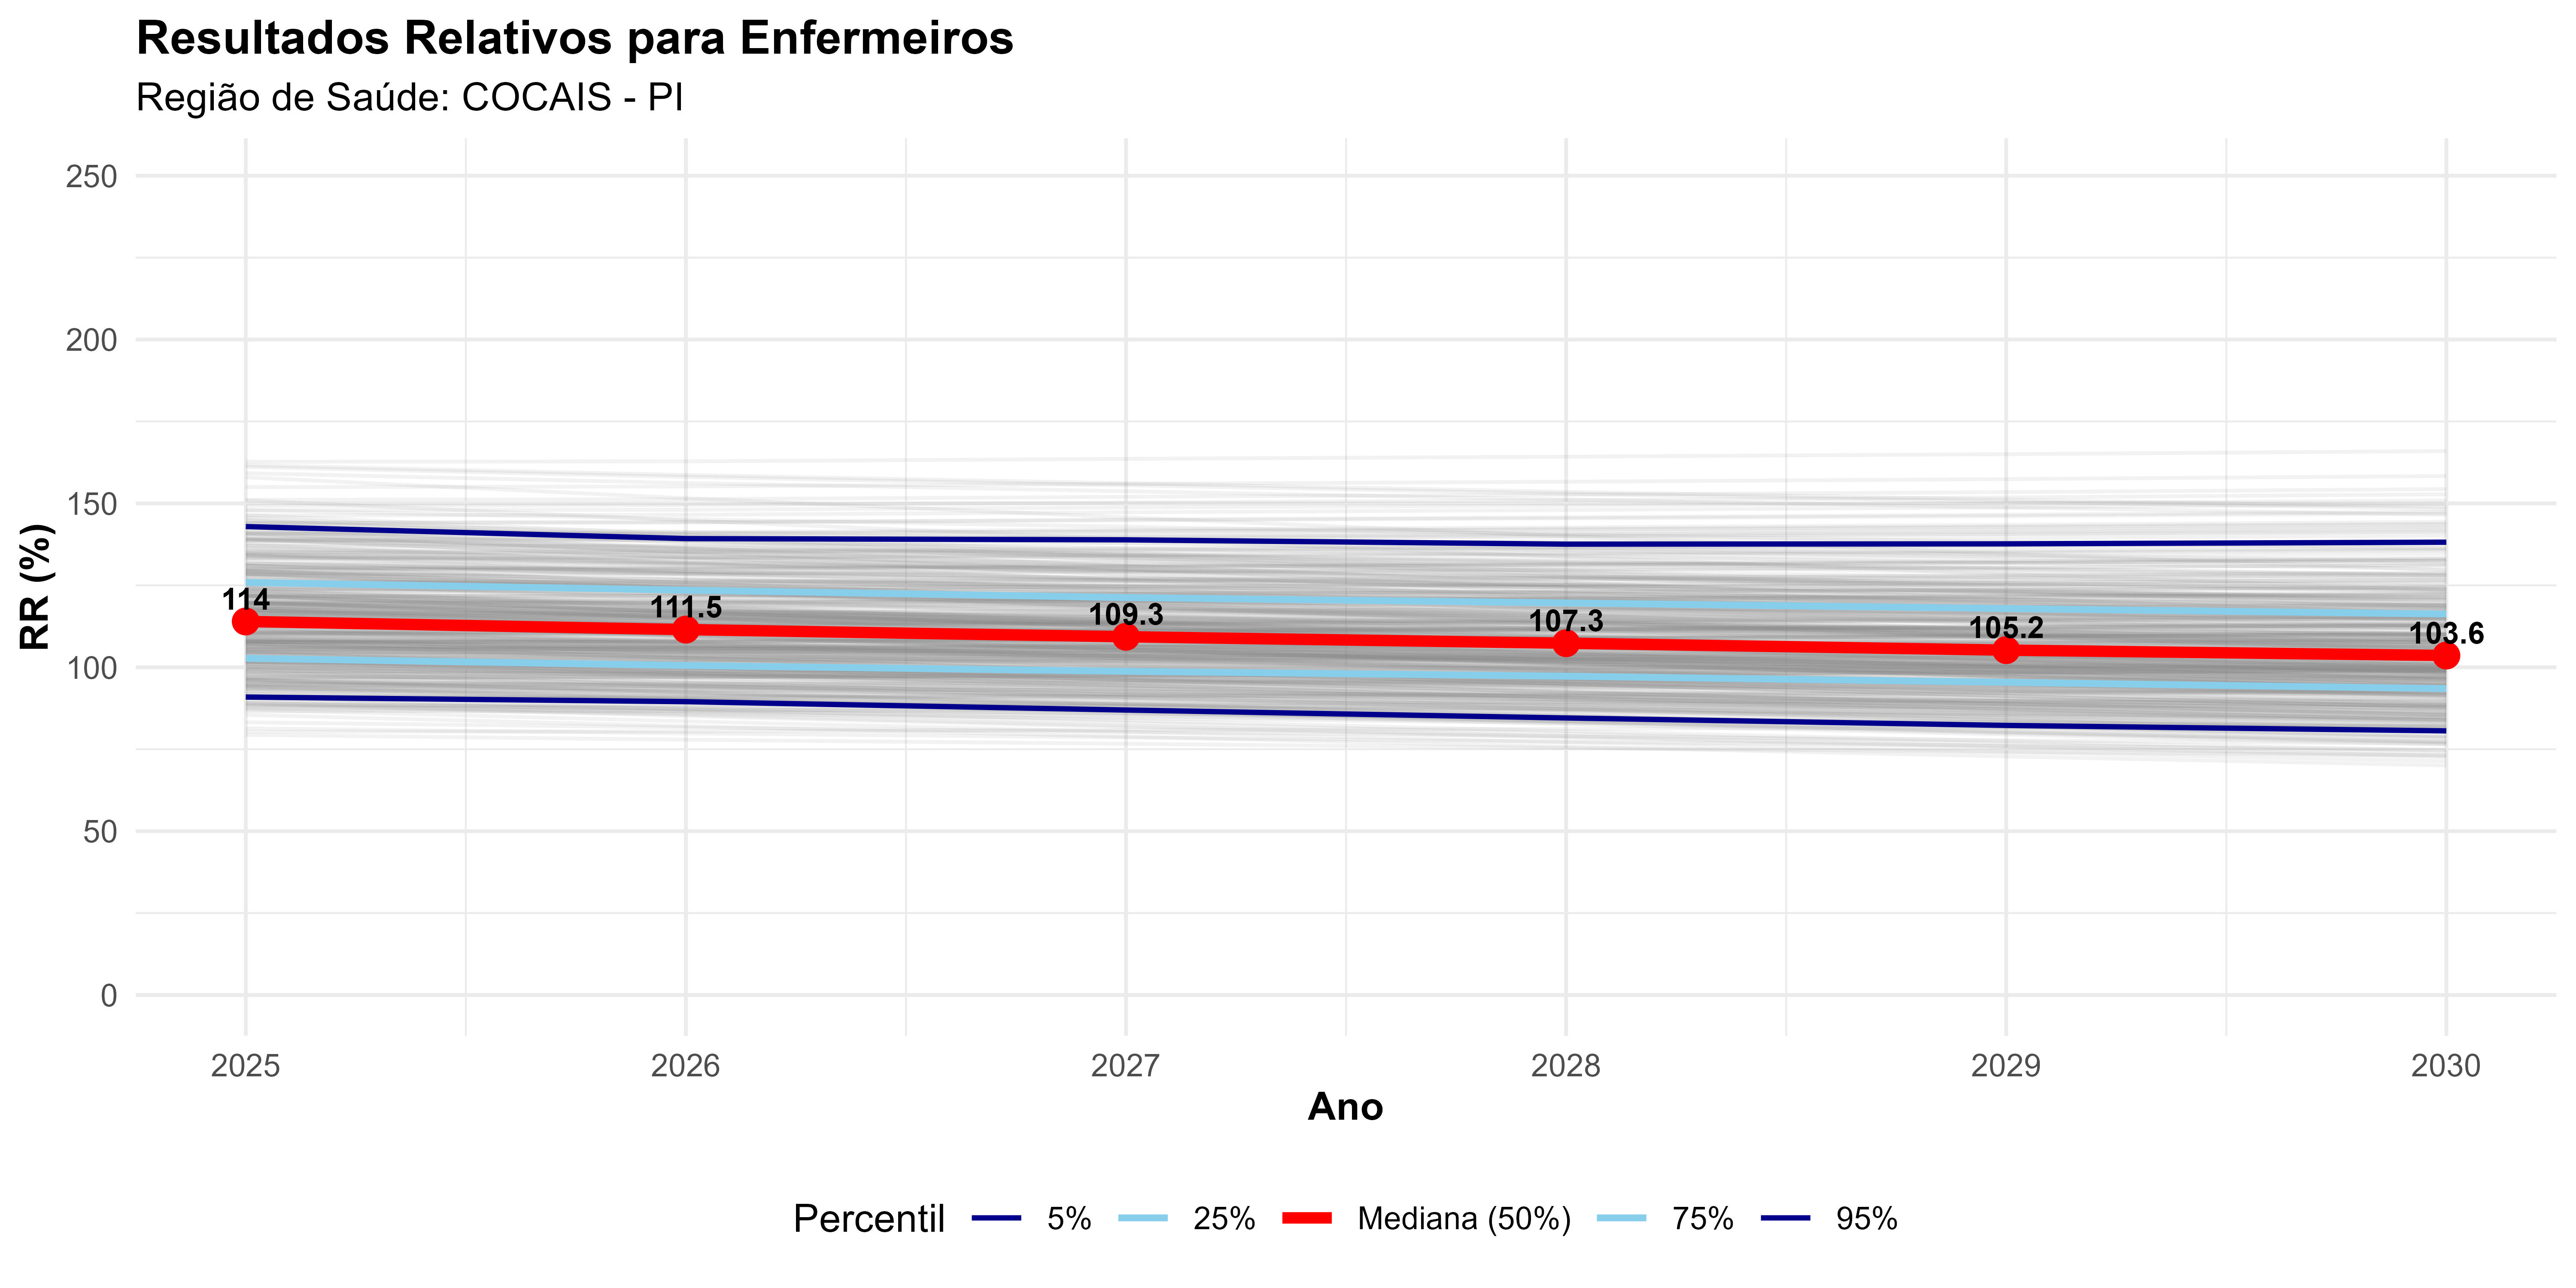 Resultados Relativos para Enfermeiros
Região de Saúde: COCAIS - PI
RR (%)
250
200
150
100
50
0
114
111.5
109.3
107.3
105.2
103.6
2025 2026 2027 2028 2029 2030
Ano
Percentil 5% 25% Mediana (50%) 75% 95%